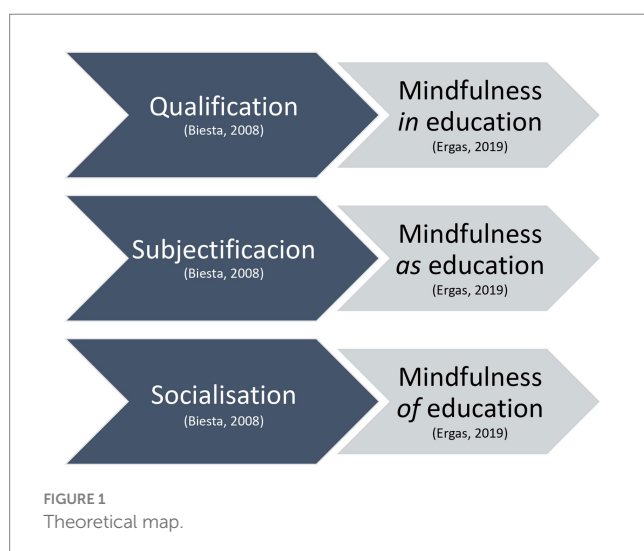 Qualification
(Biesta, 2008)
Mindfulness
in education
(Ergas, 2019)
Subjectificacion
(Biesta, 2008)
Mindfulness
as education
(Ergas, 2019)
Socialisation
(Biesta, 2008)
Mindfulness
of education
(Ergas, 2019)
FIGURE 1
Theoretical map.